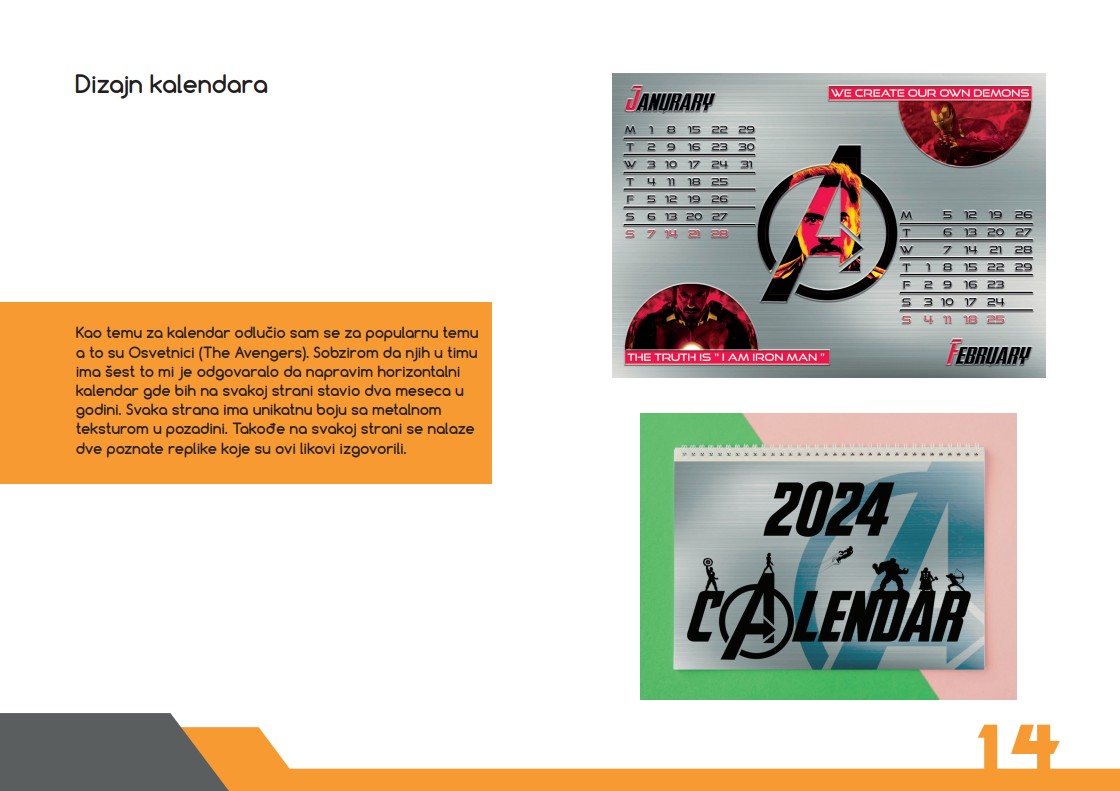 Dizajn kalendara
Kao temu za kalendar odlučio sam se za popularnu temu
a to su Osvetnici (The Avengers). Sobzirom da njih u timu
ima šest to mi je odgovaralo da napravim horizontalni
kalendar gde bih na svakoj strani stavio dva meseca u
godini. Svaka strana ima unikatnu boju sa metalnom
teksturom u pozadini. Takođe na svakoj strani se nalaze
dve poznate replike koje su ovi likovi izgovorili.
JANURARY
M 1 8 15 22 29
T 2 9 16 23 30
W 3 10 17 24 31
T 4 11 18 25
F 5 12 19 26
S 6 13 20 27
S 7 14 21 28
WE CREATE OUR OWN DEMONS
THE TRUTH IS " I AM IRON MAN "
M 5 12 19 26
T 6 13 20 27
W 7 14 21 28
T 1 8 15 22 29
F 2 9 16 23
S 3 10 17 24
S 4 11 18 25
FEBRUARY
2024
CALENDAR
14